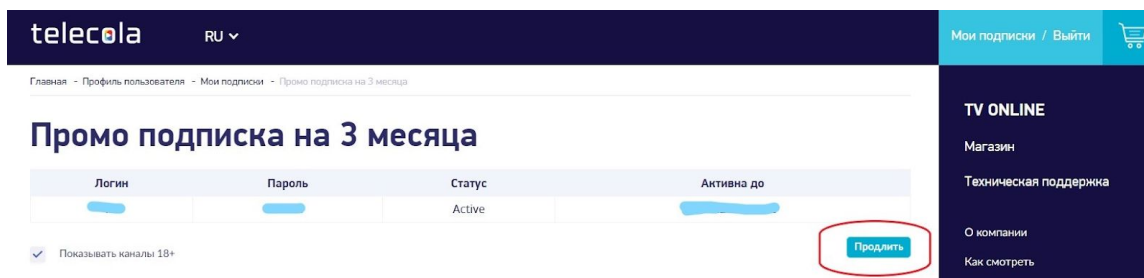 telecola
RU
Мои подписки / Выйти
Главная - Профиль пользователя - Мои подписки - Промо подписка на 3 месяца
Промо подписка на 3 месяца
Логин Пароль Статус Активна до
Active
Показывать каналы 18+
Продлить
TV ONLINE
Магазин
Техническая поддержка
О компании
Как смотреть